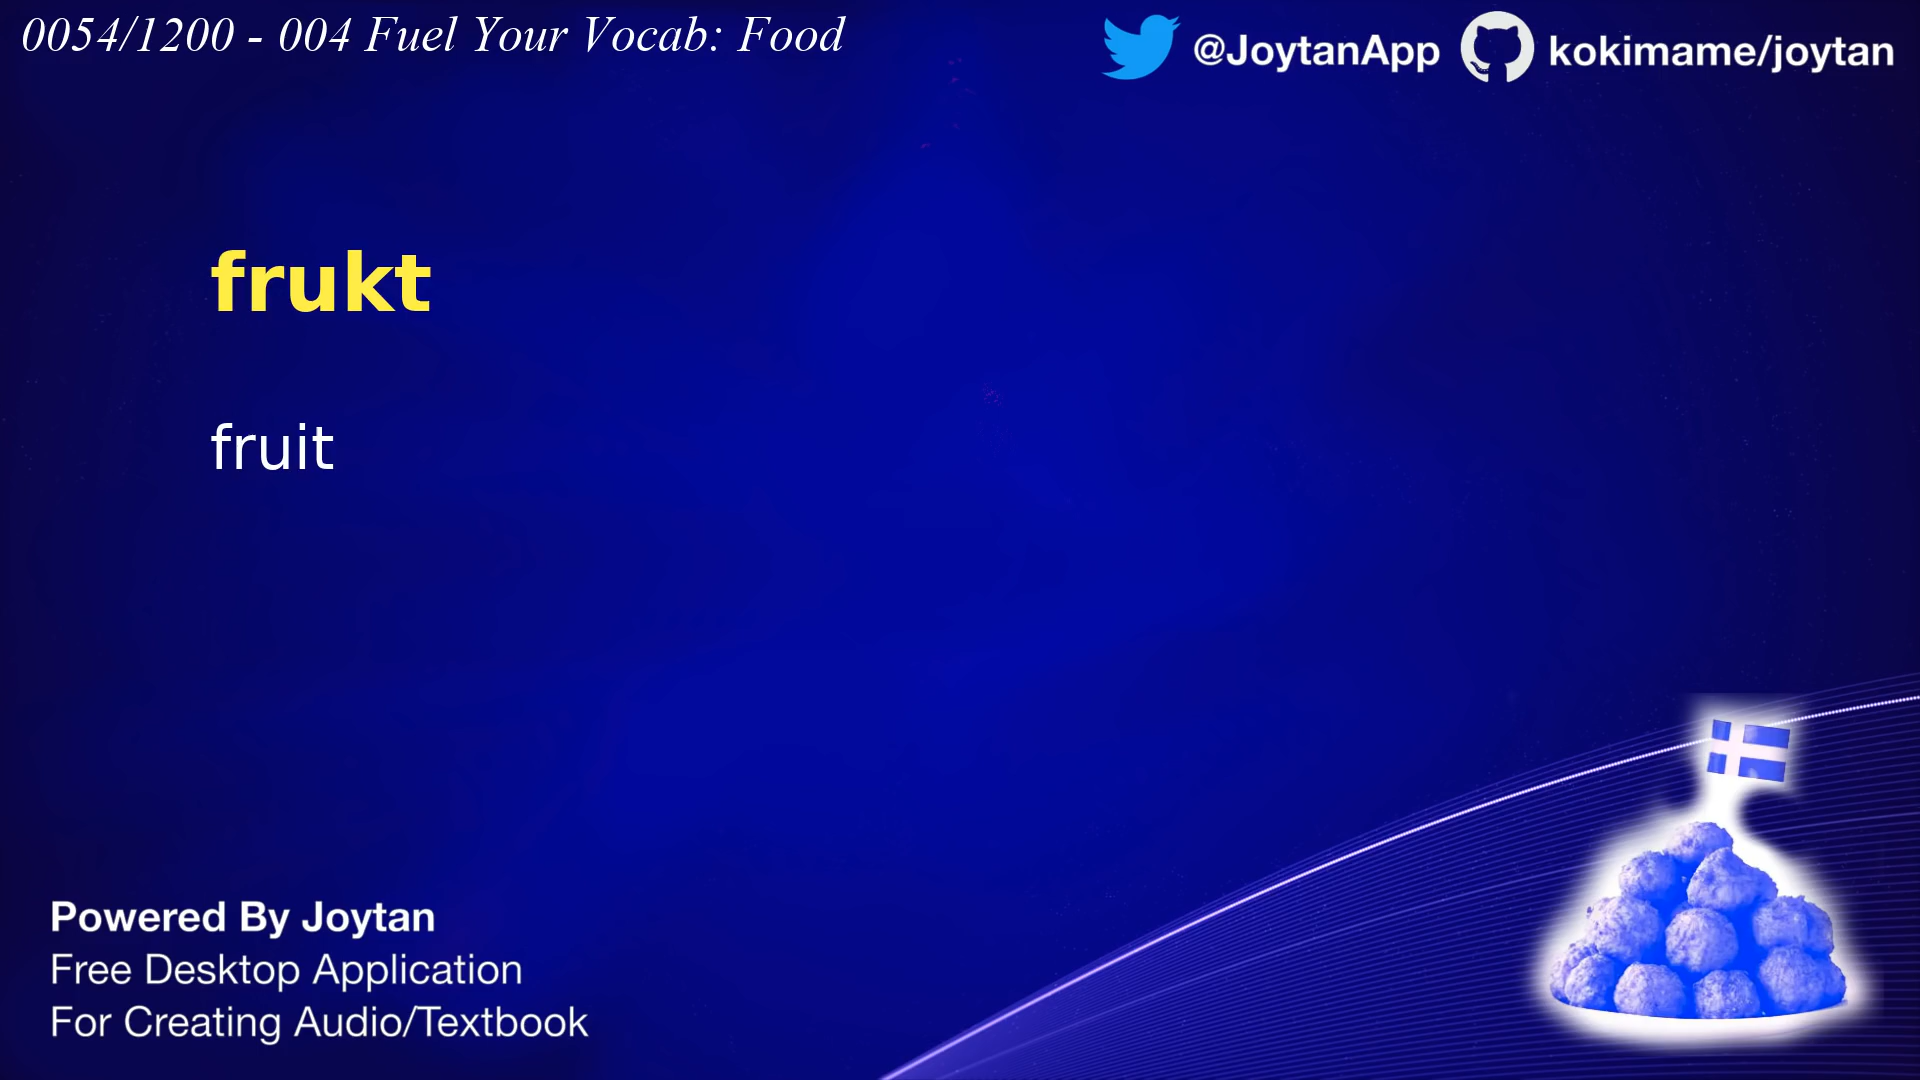 0054/1200 - 004 Fuel Your Vocab: Food
@JoytanApp
kokimame/joytan
frukt
fruit
Powered By Joytan
Free Desktop Application
For Creating Audio/Textbook